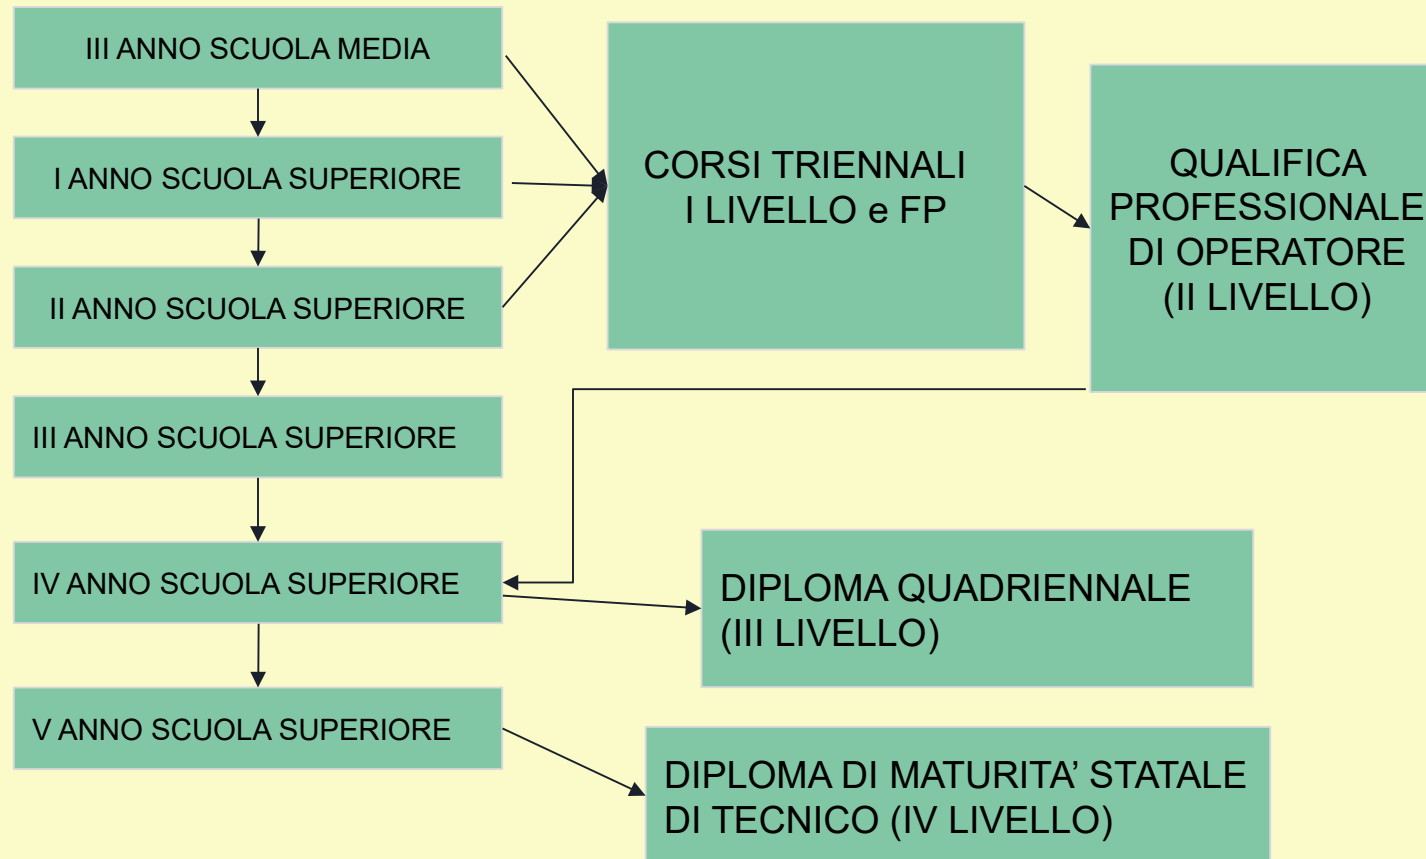 III ANNO SCUOLA MEDIA
I ANNO SCUOLA SUPERIORE
II ANNO SCUOLA SUPERIORE
III ANNO SCUOLA SUPERIORE
IV ANNO SCUOLA SUPERIORE
V ANNO SCUOLA SUPERIORE
CORSI TRIENNALI
I LIVELLO e FP
QUALIFICA
PROFESSIONALE
DI OPERATORE
(II LIVELLO)
DIPLOMA QUADRIENNALE
(III LIVELLO)
DIPLOMA DI MATURITA’ STATALE
DI TECNICO (IV LIVELLO)